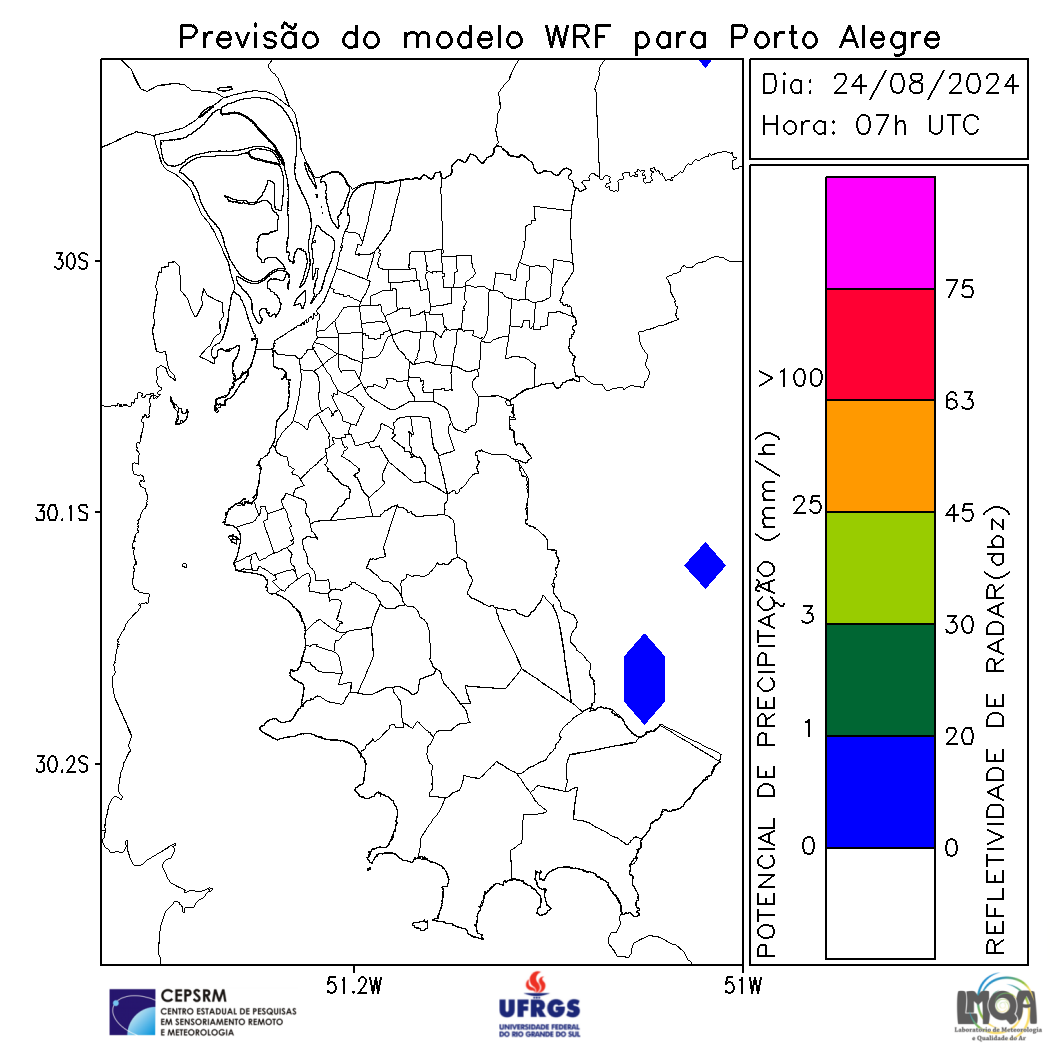 Previsão do modelo WRF para Porto Alegre
Dia: 24/08/2024
Hora: 07h UTC
30S
30.1S
30.2S
51.2W
51W
POTENCIAL DE PRECIPITAÇÃO (mm/h)
>100
25
3
1
0
75
63
45
30
20
0
REFLETIVIDADE DE RADAR(dbz)
CEPSRM
CENTRO ESTADUAL DE PESQUISAS
EM SENSORIAMENTO REMOTO
E METEOROLOGIA
UFRGS
UNIVERSIDADE FEDERAL
DO RIO GRANDE DO SUL
LMQA
Laboratório de Meteorologia
e Qualidade do Ar